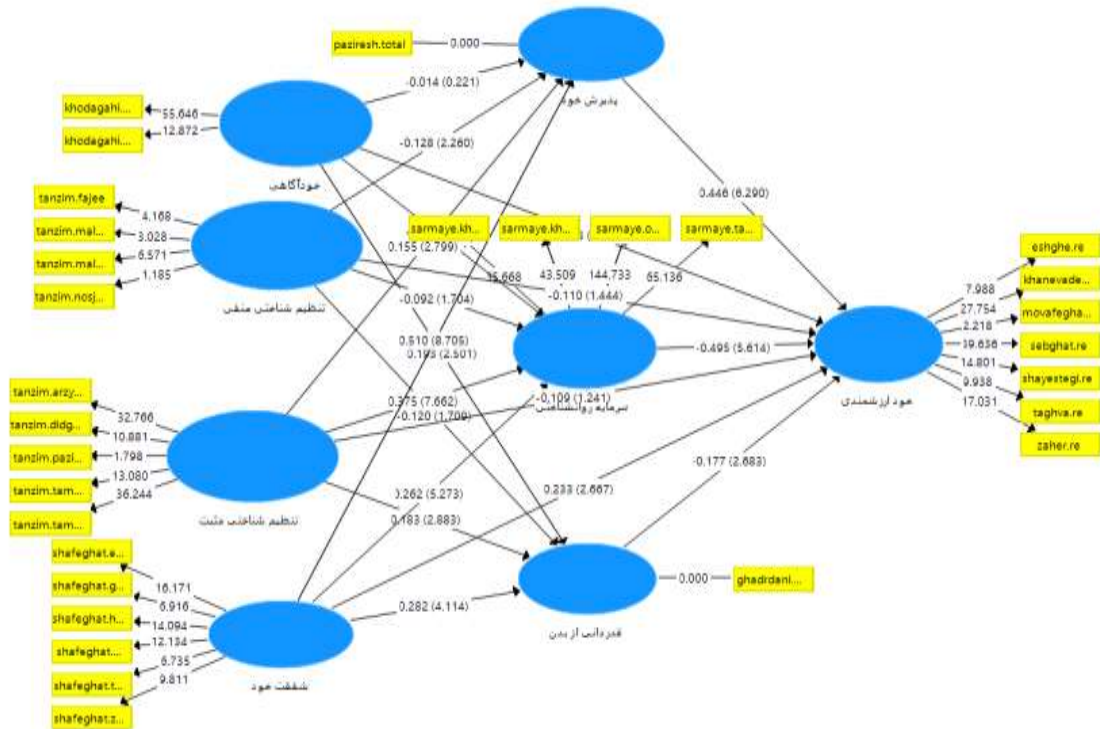 paziresh.total
0.000
پذیرش خود
-0.014 (0.221)
khodagahi....
55.646
khodagahi....
12.872
خودآگاهی
-0.128 (2.260)
0.446 (6.290)
tanzim.fajee
4.168
tanzim.mal...
3.028
tanzim.mal...
6.571
tanzim.nosj...
1.185
تنظیم شناختی منفی
sarmaye.kh...
sarmaye.kh...
sarmaye.o...
sarmaye.ta...
0.155 (2.799)
43.509
144.733
65.136
-0.092 (1.704)
-0.110 (1.444)
0.510 (8.705)
0.193 (2.501)
-0.495 (5.614)
سرمایه روانشناختی
eshghe.re
7.988
khanevade...
27.754
movafegha...
2.218
sebghat.re
39.636
shayestegi.re
14.801
taghva.re
9.938
zaher.re
17.031
خود ارزشمندی
0.375 (7.662)
-0.109 (1.241)
-0.120 (1.709)
-0.177 (2.683)
tanzim.arzy...
32.766
tanzim.didg...
10.881
tanzim.pazi...
1.798
tanzim.tam...
13.080
tanzim.tam...
36.244
تنظیم شناختی مثبت
0.262 (5.273)
0.233 (2.667)
0.183 (2.883)
0.282 (4.114)
0.000
ghadrdani....
قدردانی از بدن
shafeghat.e...
16.171
shafeghat.g...
6.916
shafeghat.h...
14.094
shafeghat....
12.134
shafeghat.t...
6.735
shafeghat.z...
9.811
شفقت خود